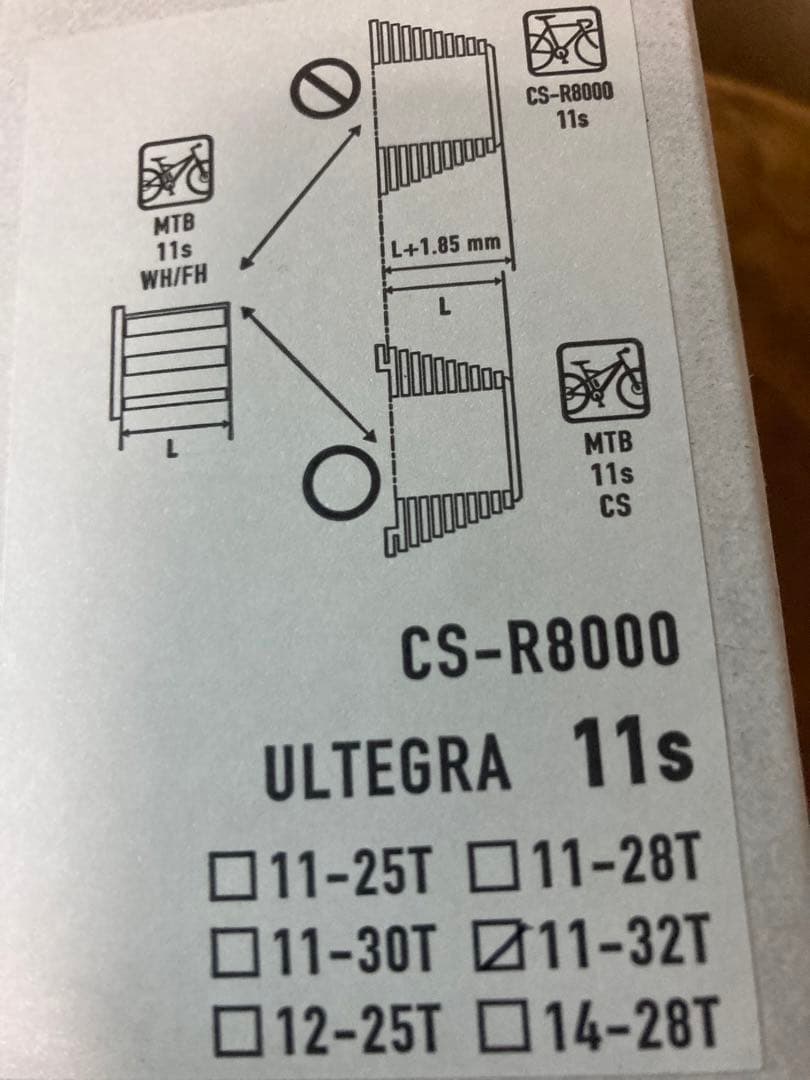 CS-R8000
11s
MTB
11s
WH/FH
L+1.85 mm
L
L
MTB
11s
CS
CS-R8000
ULTEGRA 11s
11-25T 11-28T
11-30T 11-32T
12-25T 14-28T